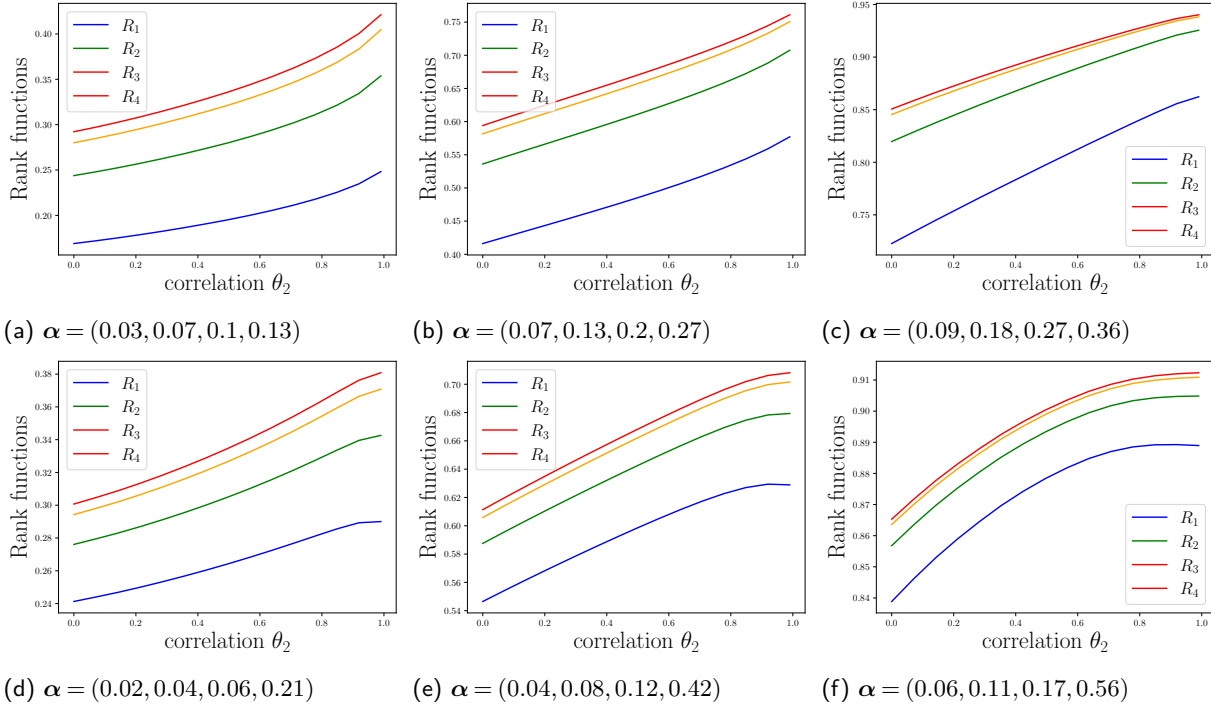 Rank functions
0.40
0.35
0.30
0.25
0.20
R1
R2
R3
R4
0.0 0.2 0.4 0.6 0.8 1.0
correlation θ2
(a) α = (0.03, 0.07, 0.1, 0.13)
Rank functions
0.75
0.70
0.65
0.60
0.55
0.50
0.45
0.40
R1
R2
R3
R4
0.0 0.2 0.4 0.6 0.8 1.0
correlation θ2
(b) α = (0.07, 0.13, 0.2, 0.27)
Rank functions
0.95
0.90
0.85
0.80
0.75
R1
R2
R3
R4
0.0 0.2 0.4 0.6 0.8 1.0
correlation θ2
(c) α = (0.09, 0.18, 0.27, 0.36)
Rank functions
0.38
0.36
0.34
0.32
0.30
0.28
0.26
0.24
R1
R2
R3
R4
0.0 0.2 0.4 0.6 0.8 1.0
correlation θ2
(d) α = (0.02, 0.04, 0.06, 0.21)
Rank functions
0.70
0.68
0.66
0.64
0.62
0.60
0.58
0.56
0.54
R1
R2
R3
R4
0.0 0.2 0.4 0.6 0.8 1.0
correlation θ2
(e) α = (0.04, 0.08, 0.12, 0.42)
Rank functions
0.91
0.90
0.89
0.88
0.87
0.86
0.85
0.84
R1
R2
R3
R4
0.0 0.2 0.4 0.6 0.8 1.0
correlation θ2
(f) α = (0.06, 0.11, 0.17, 0.56)